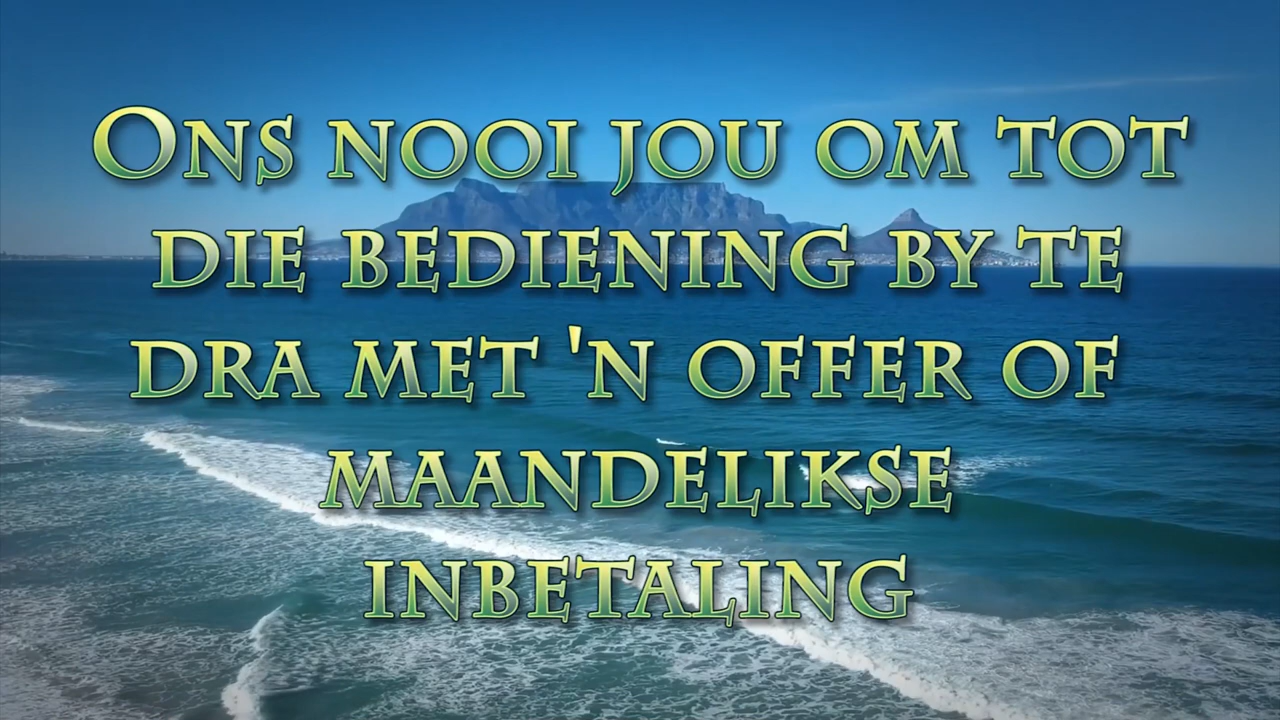 Ons nooi jou om tot
die bediening by te
dra met 'n offer of
maandelikse
inbetaling